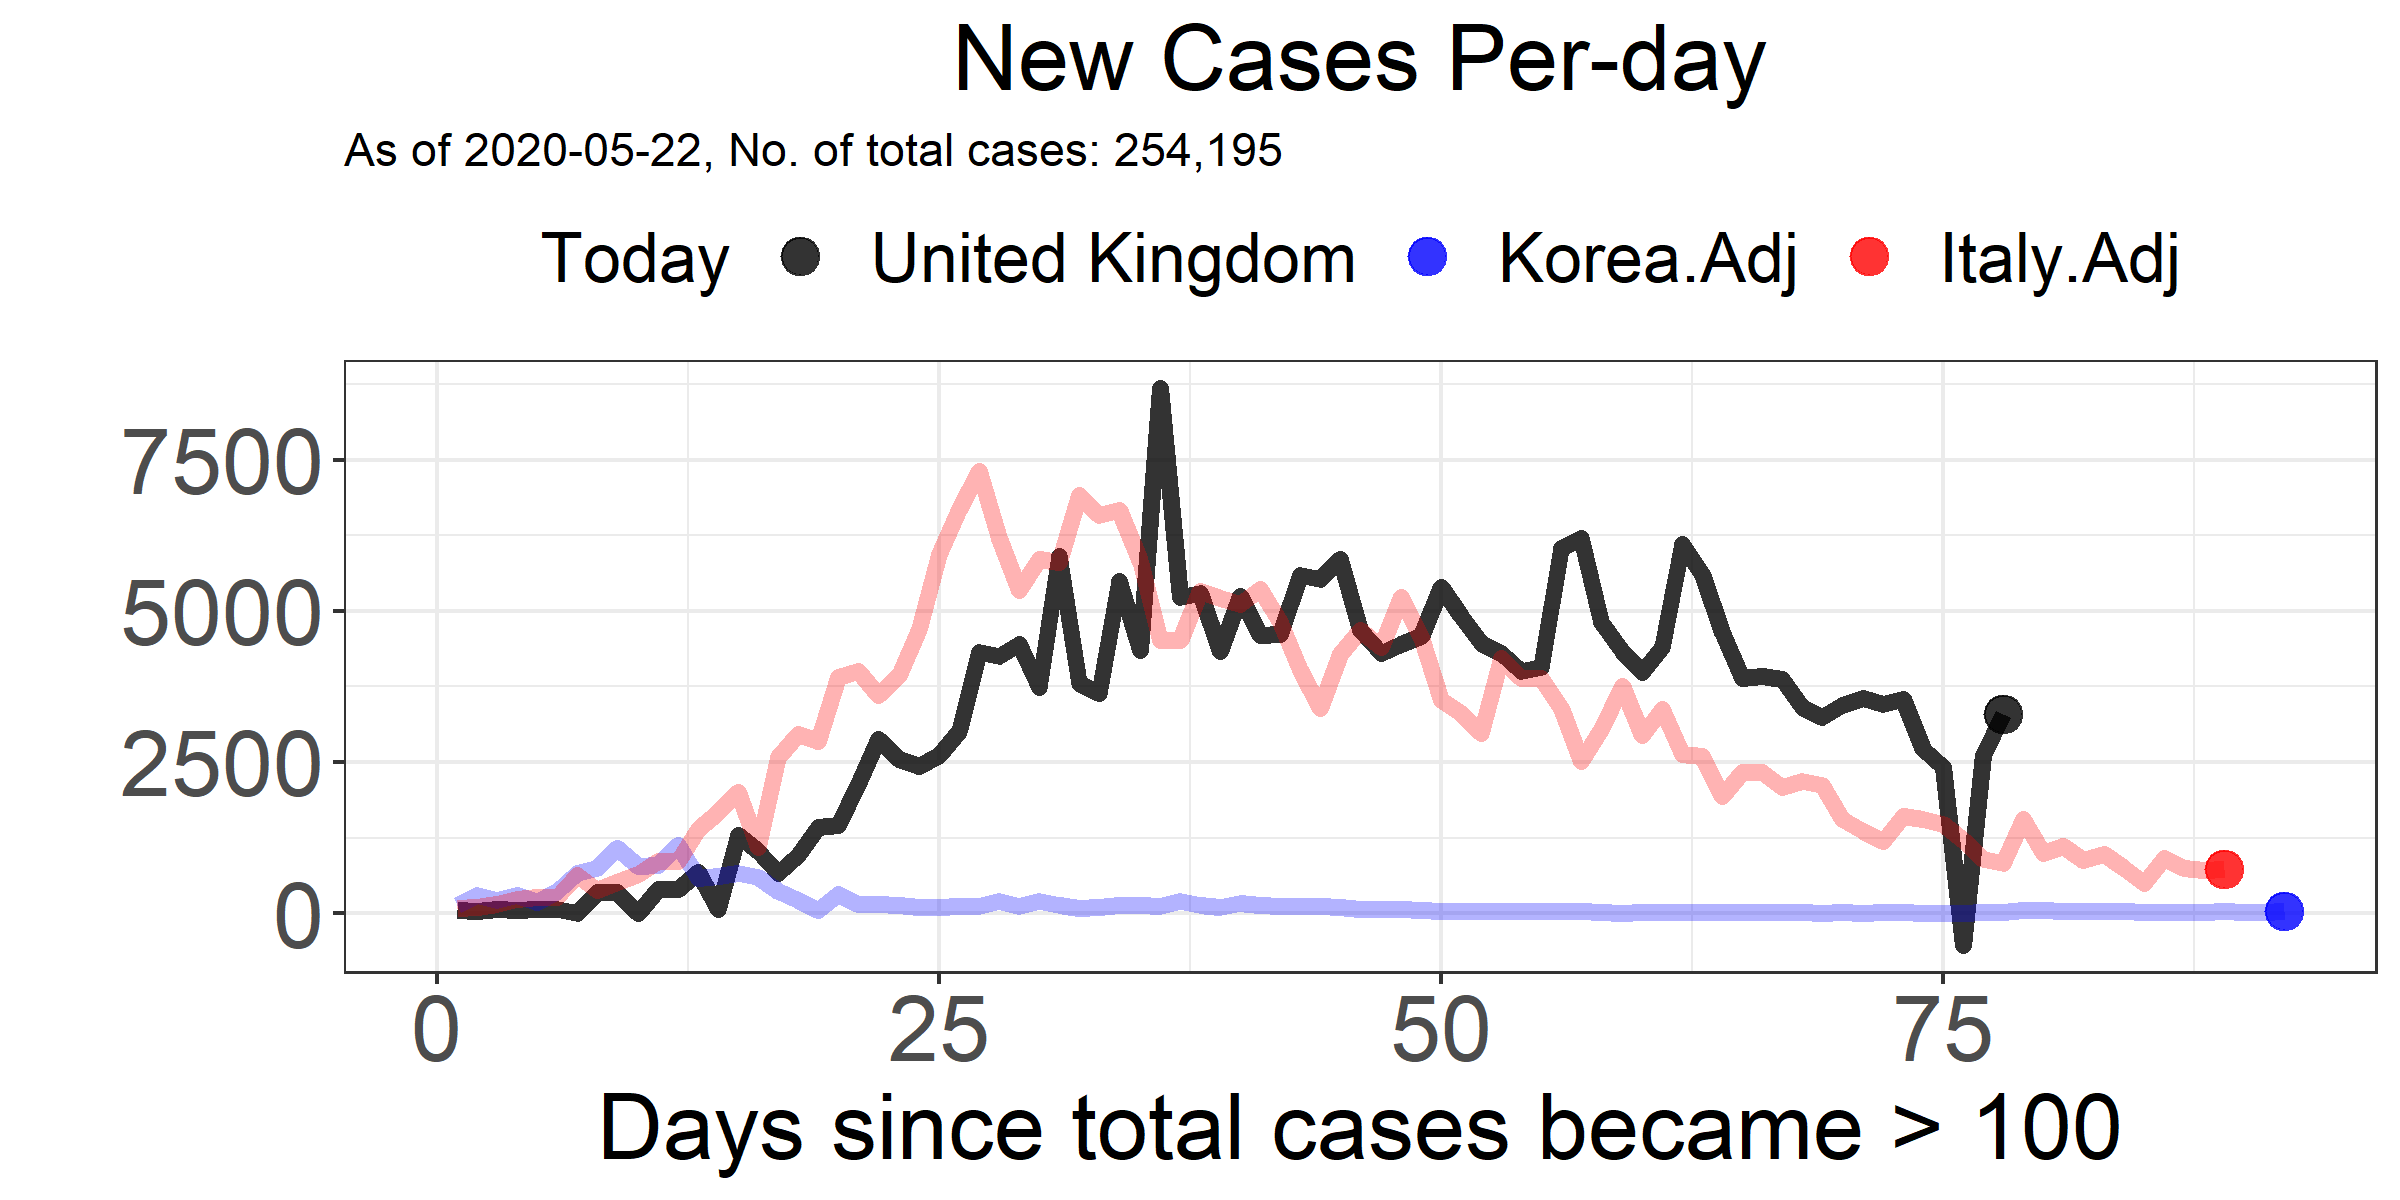 New Cases Per-day
As of 2020-05-22, No. of total cases: 254,195
Today United Kingdom Korea.Adj Italy.Adj
7500
5000
2500
0
0 25 50 75
Days since total cases became > 100